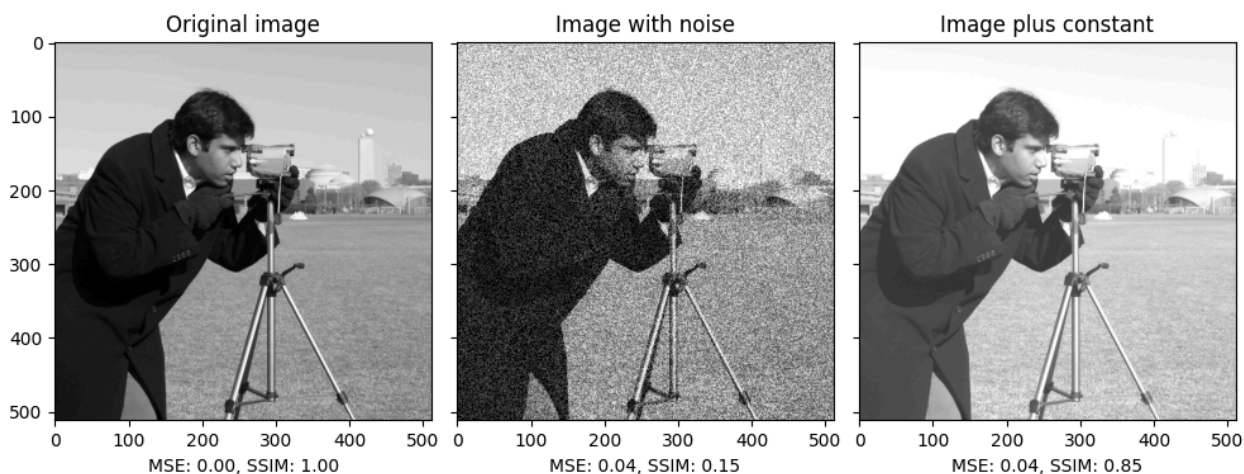 Original image
Image with noise
Image plus constant
0
100
200
300
400
500
0 100 200 300 400 500
0 100 200 300 400 500
0 100 200 300 400 500
MSE: 0.00, SSIM: 1.00
MSE: 0.04, SSIM: 0.15
MSE: 0.04, SSIM: 0.85